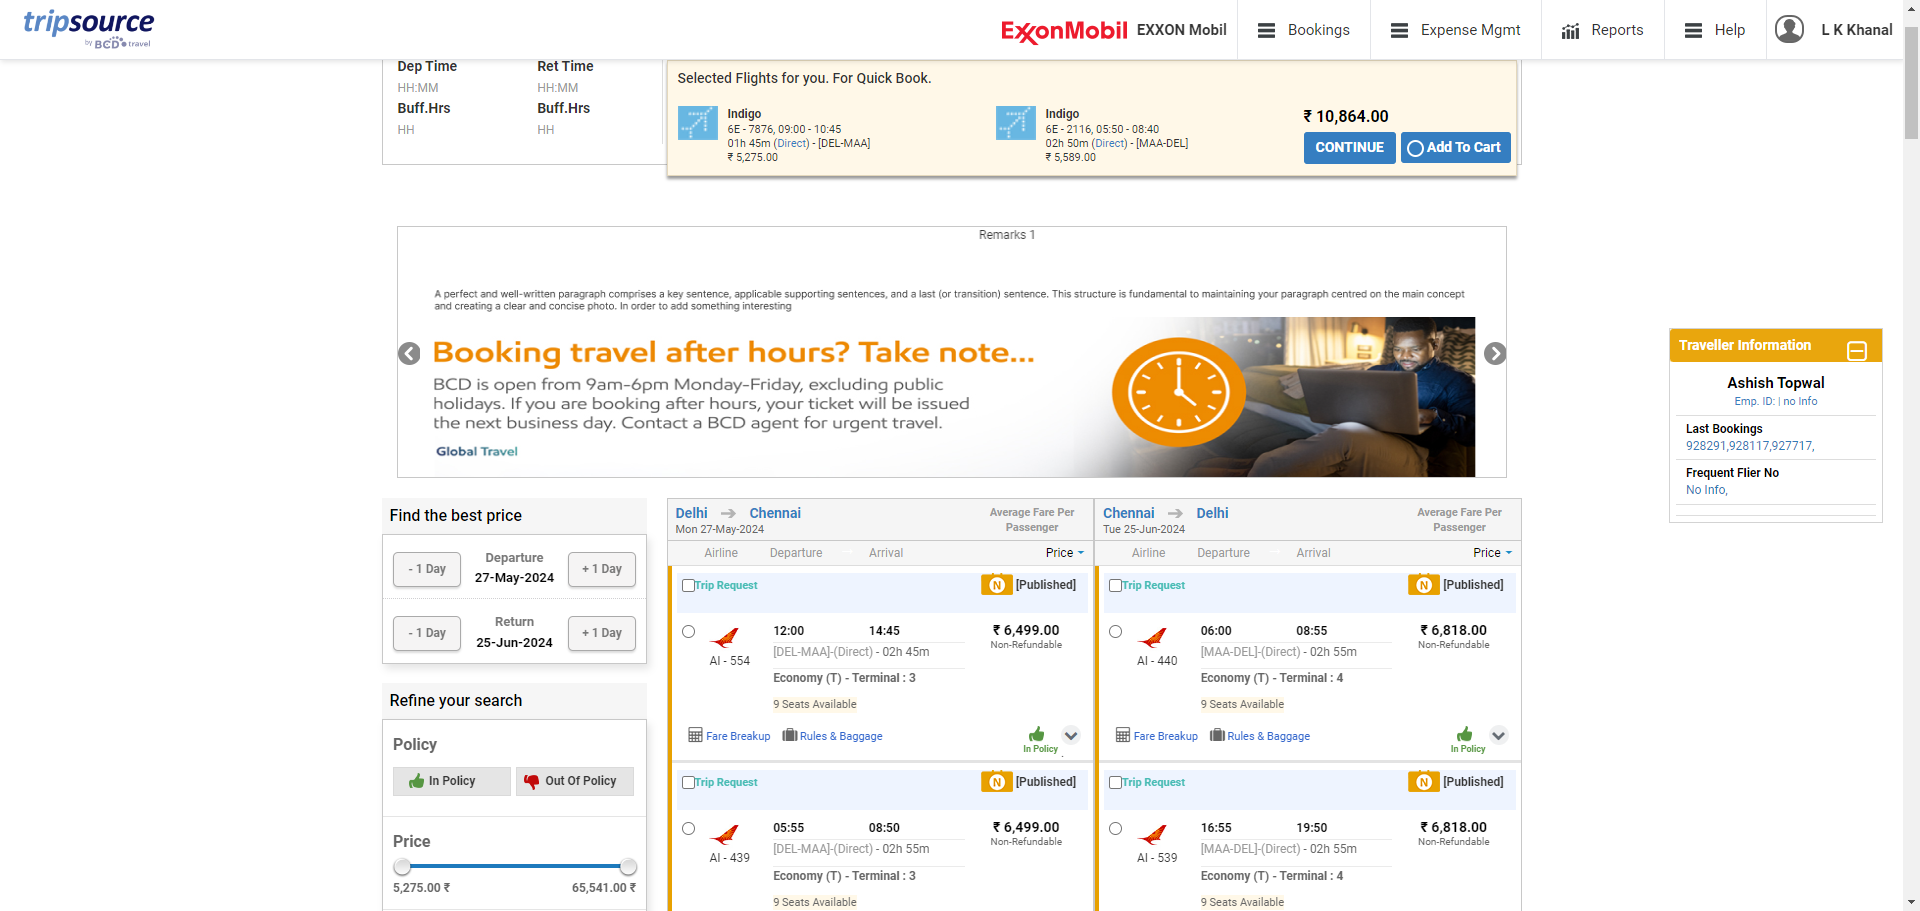 tripsource
by BCD travel
ExxonMobil EXXON Mobil
Bookings
Expense Mgmt
Reports
Help
L K Khanal
Dep Time
Ret Time
HH:MM
HH:MM
Buff.Hrs
Buff.Hrs
HH
HH
Selected Flights for you. For Quick Book.
Indigo
6E - 7876, 09:00 - 10:45
01h 45m (Direct) - [DEL-MAA]
₹ 5,275.00
Indigo
6E - 2116, 05:50 - 08:40
02h 50m (Direct) - [MAA-DEL]
₹ 5,589.00
₹ 10,864.00
CONTINUE
Add To Cart
Remarks 1
A perfect and well-written paragraph comprises a key sentence, applicable supporting sentences, and a last (or transition) sentence. This structure is fundamental to maintaining your paragraph centred on the main concept
and creating a clear and concise photo. In order to add something interesting
Booking travel after hours? Take note...
BCD is open from 9am-6pm Monday-Friday, excluding public
holidays. If you are booking after hours, your ticket will be issued
the next business day. Contact a BCD agent for urgent travel.
Global Travel
Traveller Information
Ashish Topwal
Emp. ID: | no Info
Last Bookings
928291,928117,927717,
Frequent Flier No
No Info,
Find the best price
- 1 Day
Departure
27-May-2024
+ 1 Day
- 1 Day
Return
25-Jun-2024
+ 1 Day
Refine your search
Policy
In Policy
Out Of Policy
Price
5,275.00 ₹
65,541.00 ₹
Delhi Chennai
Mon 27-May-2024
Average Fare Per
Passenger
Airline Departure Arrival Price
Trip Request
N [Published]
12:00 14:45
₹ 6,499.00
Non-Refundable
AI - 554
[DEL-MAA]-(Direct) - 02h 45m
Economy (T) - Terminal : 3
9 Seats Available
Fare Breakup
Rules & Baggage
In Policy
Trip Request
N [Published]
05:55 08:50
₹ 6,499.00
Non-Refundable
AI - 439
[DEL-MAA]-(Direct) - 02h 55m
Economy (T) - Terminal : 3
9 Seats Available
Chennai Delhi
Tue 25-Jun-2024
Average Fare Per
Passenger
Airline Departure Arrival Price
Trip Request
N [Published]
06:00 08:55
₹ 6,818.00
Non-Refundable
AI - 440
[MAA-DEL]-(Direct) - 02h 55m
Economy (T) - Terminal : 4
9 Seats Available
Fare Breakup
Rules & Baggage
In Policy
Trip Request
N [Published]
16:55 19:50
₹ 6,818.00
Non-Refundable
AI - 539
[MAA-DEL]-(Direct) - 02h 55m
Economy (T) - Terminal : 4
9 Seats Available